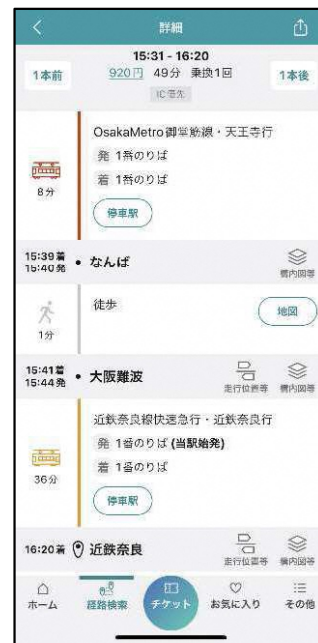 詳細
15:31 - 16:20
1本前
920円 49分 乗換1回
1本後
IC優先
OsakaMetro御堂筋線・天王寺行
発 1番のりば
8分
着 1番のりば
停車駅
15:39着
15:40発
なんば
構内図等
徒歩
地図
1分
15:41着
15:44発
大阪難波
走行位置等
構内図等
近鉄奈良線快速急行・近鉄奈良行
発 1番のりば (当駅始発)
36分
着 1番のりば
停車駅
16:20着
近鉄奈良
走行位置等
構内図等
ホーム
経路検索
チケット
お気に入り
その他